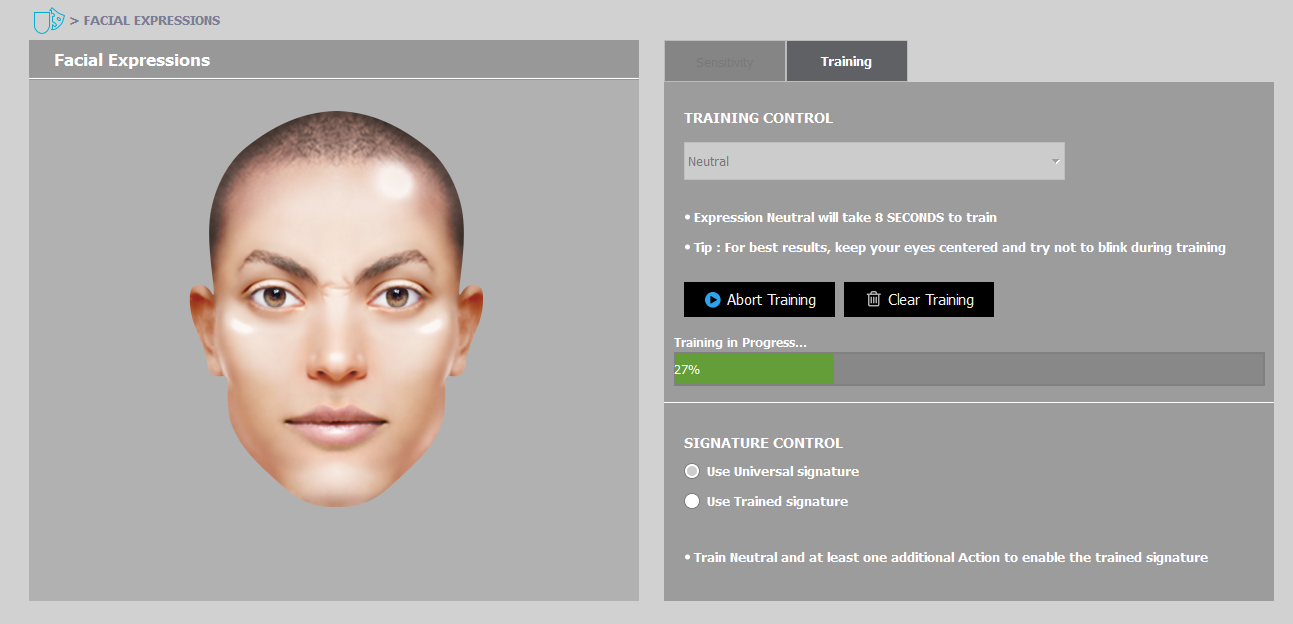 > FACIAL EXPRESSIONS
Facial Expressions
Sensitivity
Training
TRAINING CONTROL
Neutral
• Expression Neutral will take 8 SECONDS to train
• Tip : For best results, keep your eyes centered and try not to blink during training
Abort Training
Clear Training
Training in Progress...
27%
SIGNATURE CONTROL
Use Universal signature
Use Trained signature
• Train Neutral and at least one additional Action to enable the trained signature